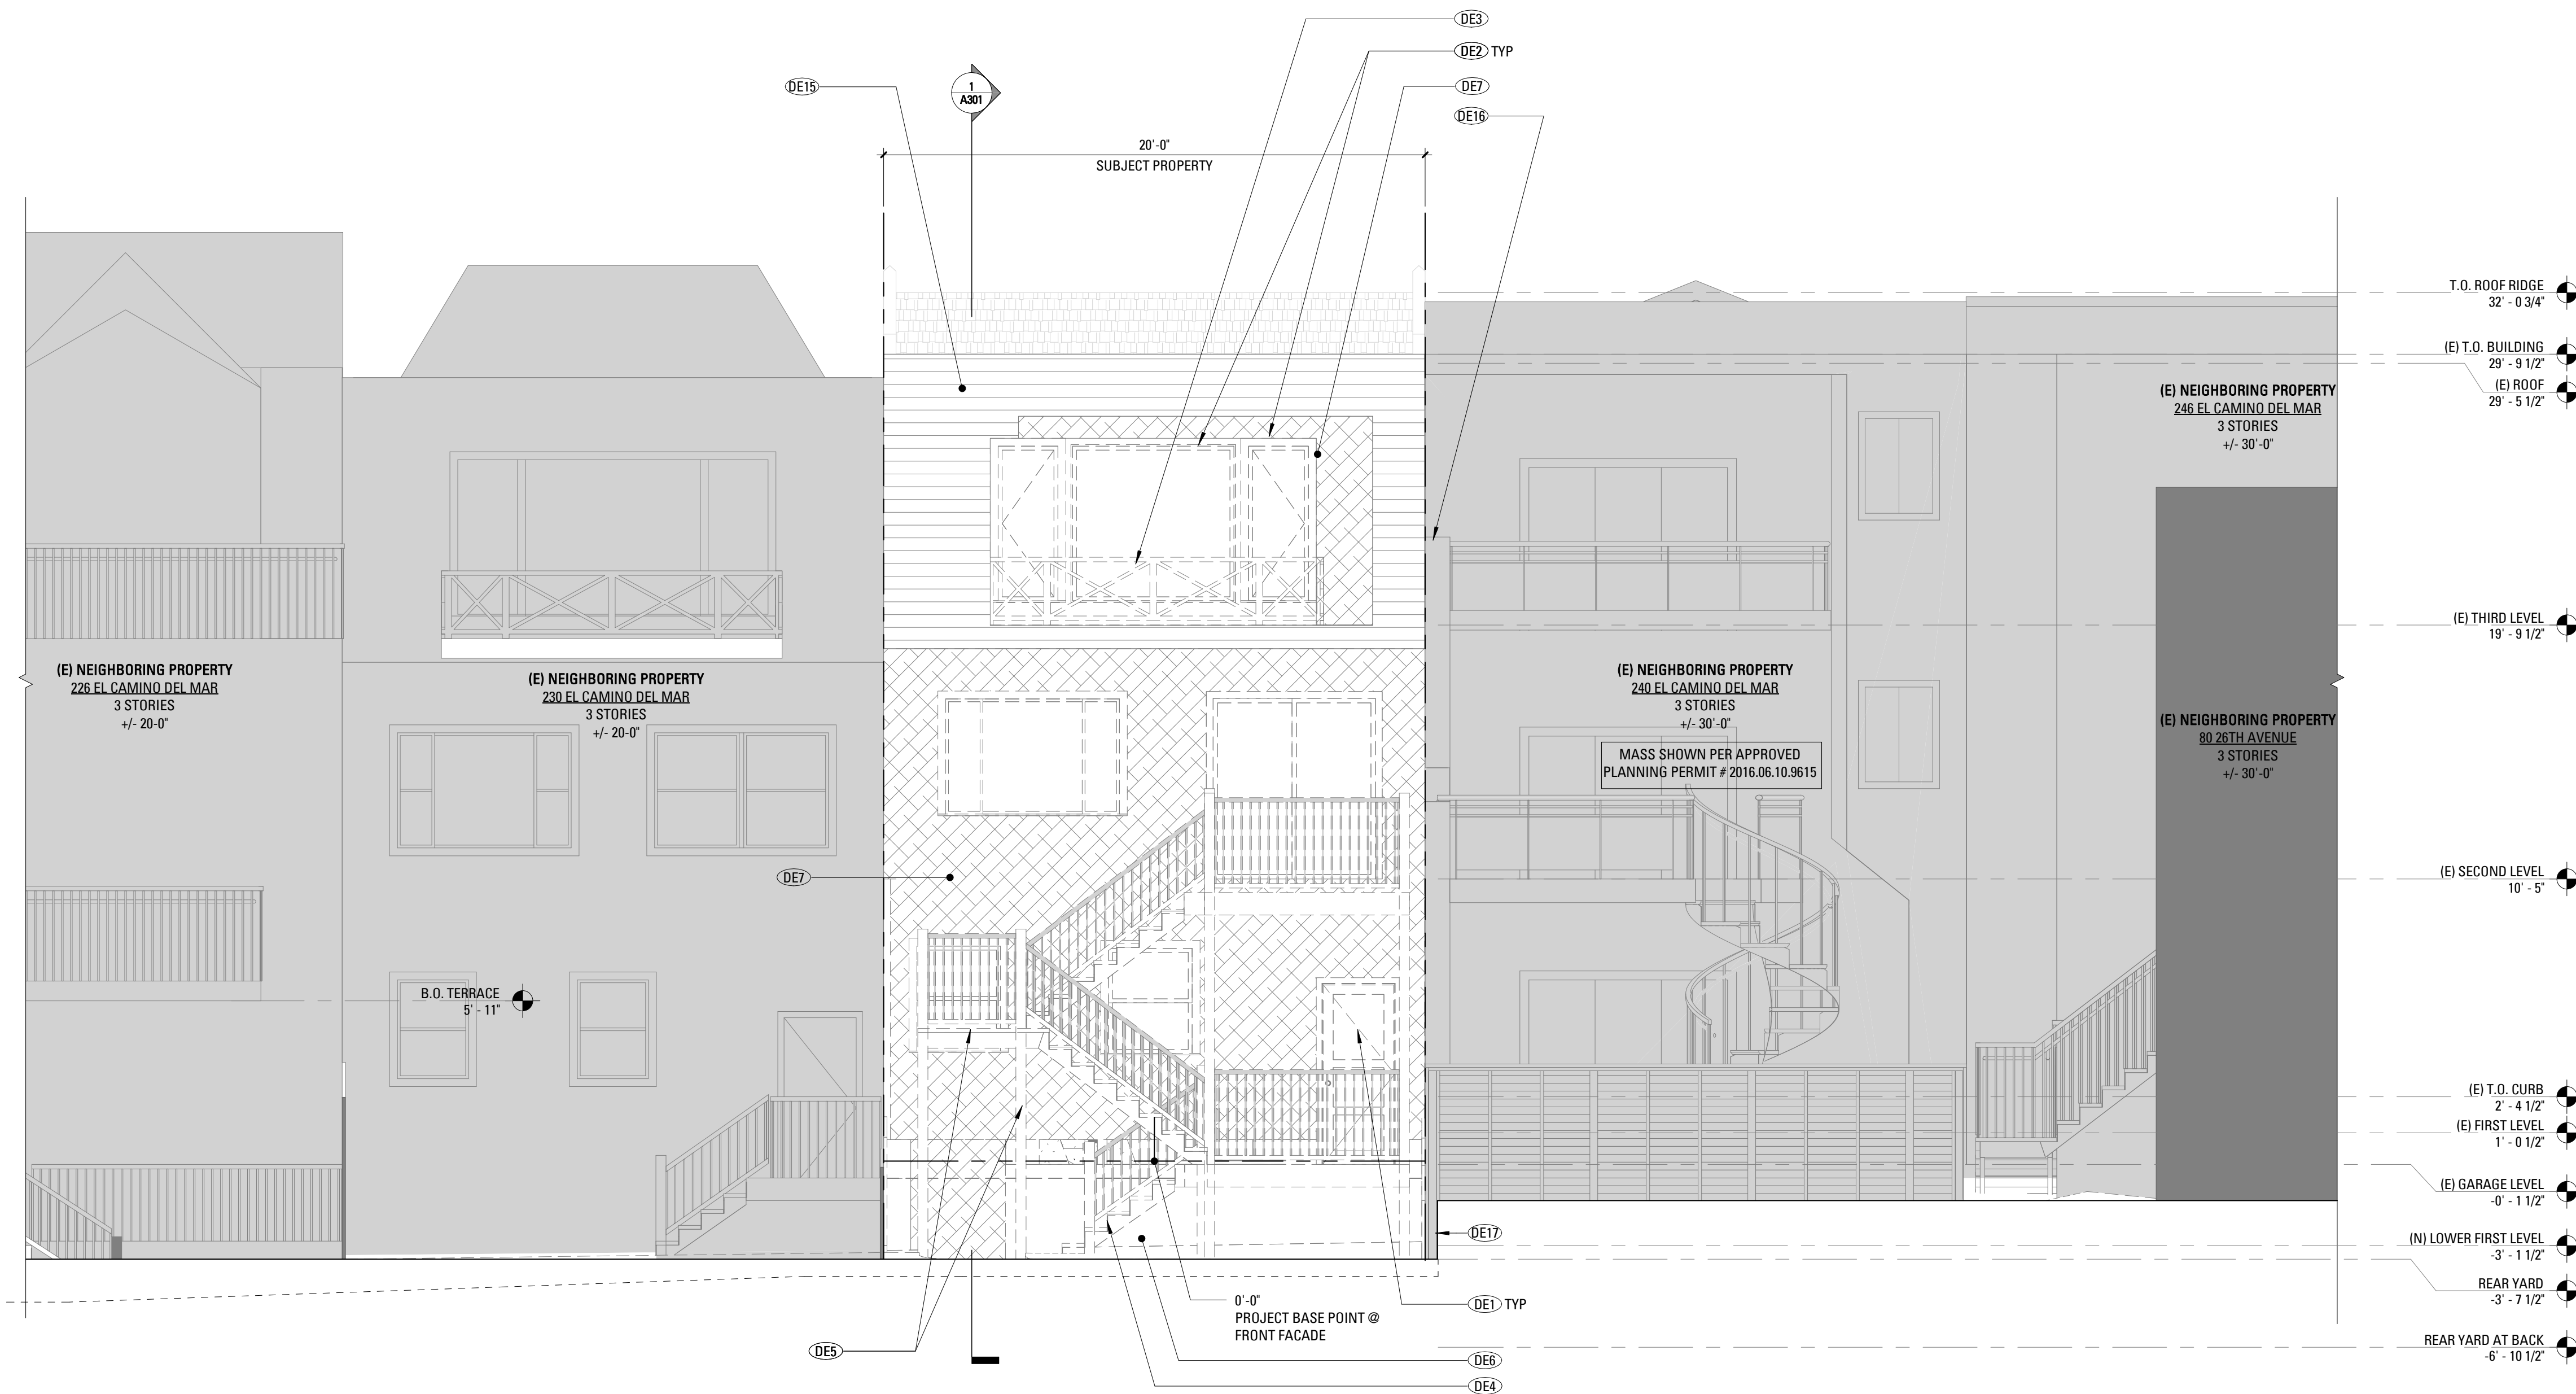 DE3
DE2 TYP
DE15
1
A301
DE7
DE16
20'-0"
SUBJECT PROPERTY
T.O. ROOF RIDGE
32' - 0 3/4"
(E) T.O. BUILDING
29' - 9 1/2"
(E) ROOF
29' - 5 1/2"
(E) NEIGHBORING PROPERTY
246 EL CAMINO DEL MAR
3 STORIES
+/- 30'-0"
(E) THIRD LEVEL
19' - 9 1/2"
(E) NEIGHBORING PROPERTY
226 EL CAMINO DEL MAR
3 STORIES
+/- 20-0"
(E) NEIGHBORING PROPERTY
230 EL CAMINO DEL MAR
3 STORIES
+/- 20-0"
(E) NEIGHBORING PROPERTY
240 EL CAMINO DEL MAR
3 STORIES
+/- 30'-0"
MASS SHOWN PER APPROVED
PLANNING PERMIT # 2016.06.10.9615
(E) NEIGHBORING PROPERTY
80 26TH AVENUE
3 STORIES
+/- 30'-0"
DE7
(E) SECOND LEVEL
10' - 5"
B.O. TERRACE
5' - 11"
(E) T.O. CURB
2' - 4 1/2"
(E) FIRST LEVEL
1' - 0 1/2"
(E) GARAGE LEVEL
-0' - 1 1/2"
DE17
(N) LOWER FIRST LEVEL
-3' - 1 1/2"
REAR YARD
-3' - 7 1/2"
0'-0"
PROJECT BASE POINT @
FRONT FACADE
DE1 TYP
DE5
REAR YARD AT BACK
-6' - 10 1/2"
DE6
DE4